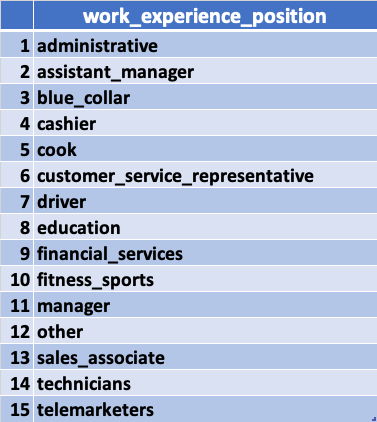 work_experience_position
1 administrative
2 assistant_manager
3 blue_collar
4 cashier
5 cook
6 customer_service_representative
7 driver
8 education
9 financial_services
10 fitness_sports
11 manager
12 other
13 sales_associate
14 technicians
15 telemarketers